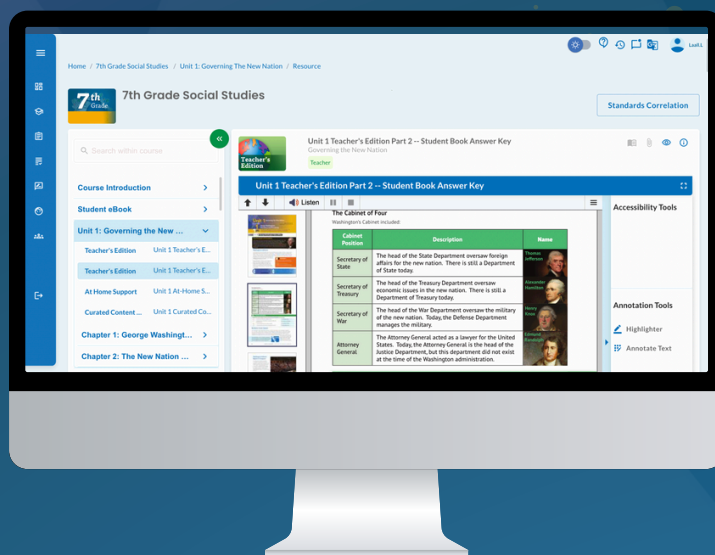 Leslí L
Home / 7th Grade Social Studies / Unit 1: Governing The New Nation / Resource
7th
Grade
7th Grade Social Studies
Standards Correlation
Search within course
Teacher's
Edition
Unit 1 Teacher's Edition Part 2 -- Student Book Answer Key
Governing the New Nation
Teacher
Course Introduction
Student eBook
Unit 1: Governing the New ...
Teacher's Edition Unit 1 Teacher's E...
Teacher's Edition Unit 1 Teacher's E...
At Home Support Unit 1 At-Home S...
Curated Content ... Unit 1 Curated Co...
Chapter 1: George Washingt...
Chapter 2: The New Nation ...
Unit 1 Teacher's Edition Part 2 -- Student Book Answer Key
Listen
The Cabinet of Four
Washington's Cabinet included:
Cabinet
Position
Description
Name
Secretary of
State
The head of the State Department oversaw foreign
affairs for the new nation. There is still a Department
of State today.
Thomas
Jefferson
Secretary of
Treasury
The head of the Treasury Department oversaw
economic issues in the new nation. There is still a
Department of Treasury today.
Alexander
Hamilton
Secretary of
War
The head of the War Department oversaw the military
of the new nation. Today, the Defense Department
manages the military.
Henry
Knox
Attorney
General
The Attorney General acted as a lawyer for the United
States. Today, the Attorney General is the head of the
Justice Department, but this department did not exist
at the time of the Washington administration.
Edmund
Randolph
Accessibility Tools
Annotation Tools
Highlighter
Annotate Text